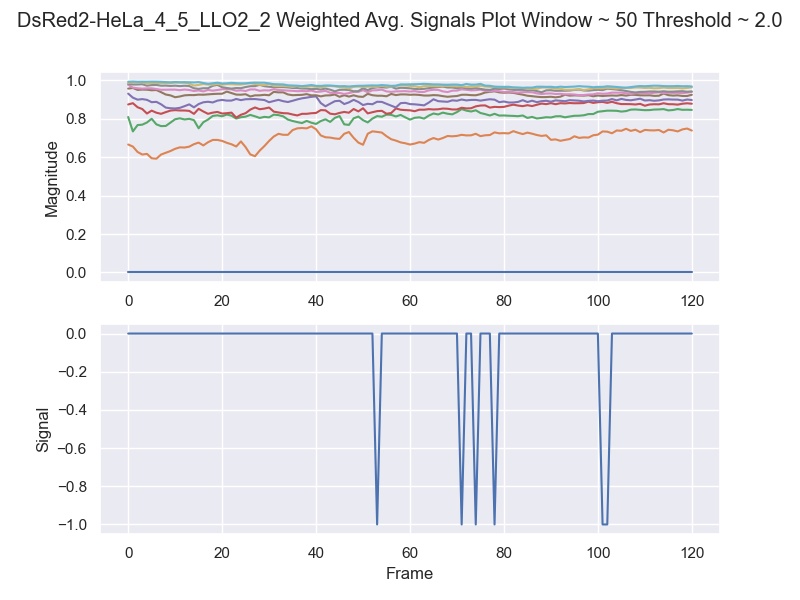 DsRed2-HeLa_4_5_LLO2_2 Weighted Avg. Signals Plot Window ~ 50 Threshold ~ 2.0
1.0
0.8
0.6
0.4
0.2
0.0
Magnitude
0 20 40 60 80 100 120
0.0
−0.2
−0.4
−0.6
−0.8
−1.0
Signal
0 20 40 60 80 100 120
Frame